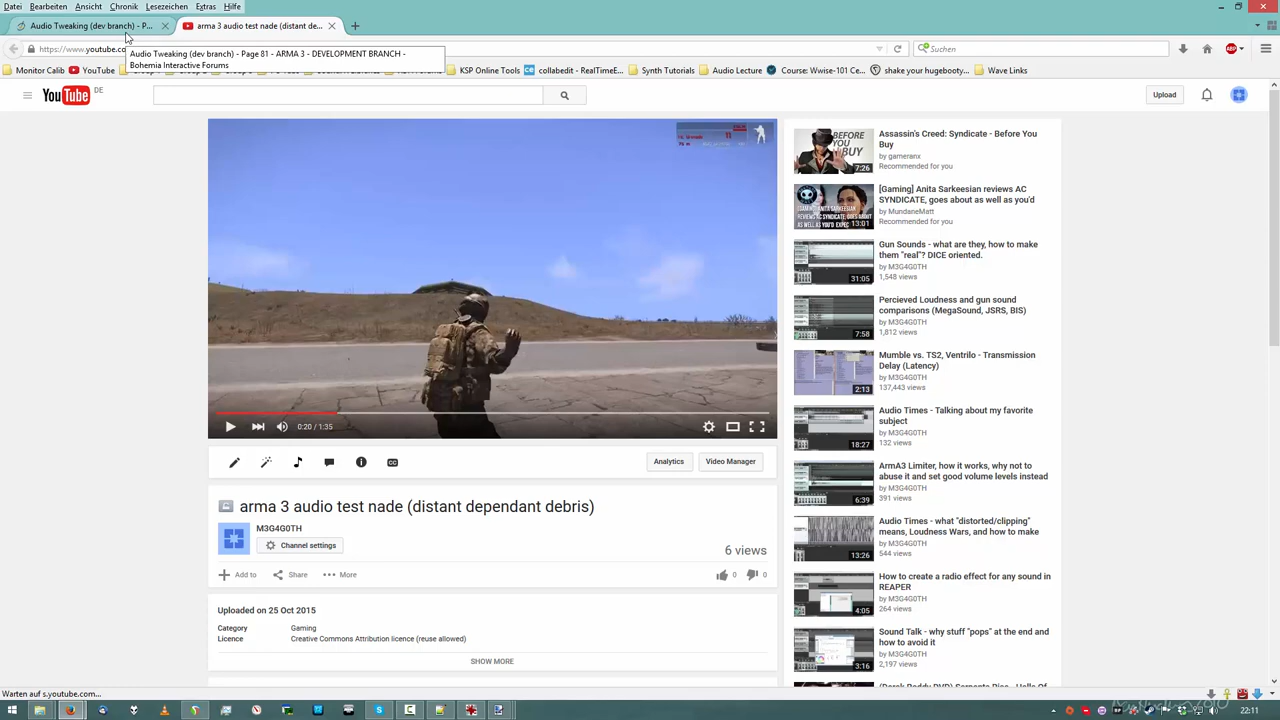 Datei Bearbeiten Ansicht Chronik Lesezeichen Extras Hilfe
Audio Tweaking (dev branch) - P...
arma 3 audio test nade (distant de...
https://www.youtube.co
Audio Tweaking (dev branch) - Page 81 - ARMA 3 - DEVELOPMENT BRANCH -
Bohemia Interactive Forums
Suchen
Monitor Calib
YouTube
KSP Online Tools
collabedit - RealTimeE...
Synth Tutorials
Audio Lecture
Course: Wwise-101 Ce...
shake your hugebooty...
Wave Links
YouTube DE
Upload
0:20 / 1:35
Analytics
Video Manager
arma 3 audio test nade (distant dependant debris)
M3G4G0TH
Channel settings
6 views
Add to
Share
More
0
0
Uploaded on 25 Oct 2015
Category Gaming
Licence Creative Commons Attribution licence (reuse allowed)
SHOW MORE
BEFORE
YOU
BUY
7:26
Assassin's Creed: Syndicate - Before You
Buy
by gameranx
Recommended for you
13:01
[Gaming] Anita Sarkeesian reviews AC
SYNDICATE, goes about as well as you'd
by MundaneMatt
Recommended for you
31:05
Gun Sounds - what are they, how to make
them "real"? DICE oriented.
by M3G4G0TH
1,548 views
7:58
Percieved Loudness and gun sound
comparisons (MegaSound, JSRS, BIS)
by M3G4G0TH
1,812 views
2:13
Mumble vs. TS2, Ventrilo - Transmission
Delay (Latency)
by M3G4G0TH
137,443 views
18:27
Audio Times - Talking about my favorite
subject
by M3G4G0TH
132 views
6:39
ArmA3 Limiter, how it works, why not to
abuse it and set good volume levels instead
by M3G4G0TH
391 views
13:26
Audio Times - what "distorted/clipping"
means, Loudness Wars, and how to make
by M3G4G0TH
544 views
4:05
How to create a radio effect for any sound in
REAPER
by M3G4G0TH
264 views
3:16
Sound Talk - why stuff "pops" at the end and
how to avoid it
by M3G4G0TH
2,197 views
Warten auf s.youtube.com...
22:11